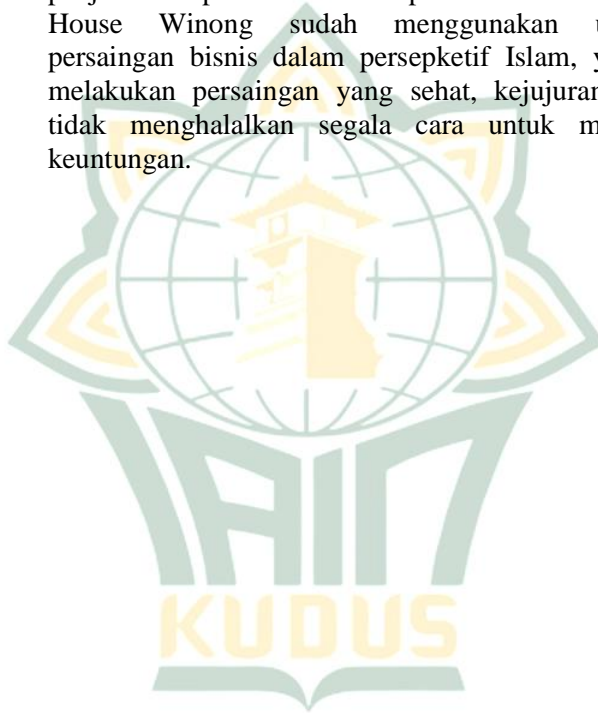 House Winong sudah menggunakan
persaingan bisnis dalam persepketif Islam,
melakukan persaingan yang sehat, kejujuran
tidak menghalalkan segala cara untuk
keuntungan.
IAIN
KUDUS